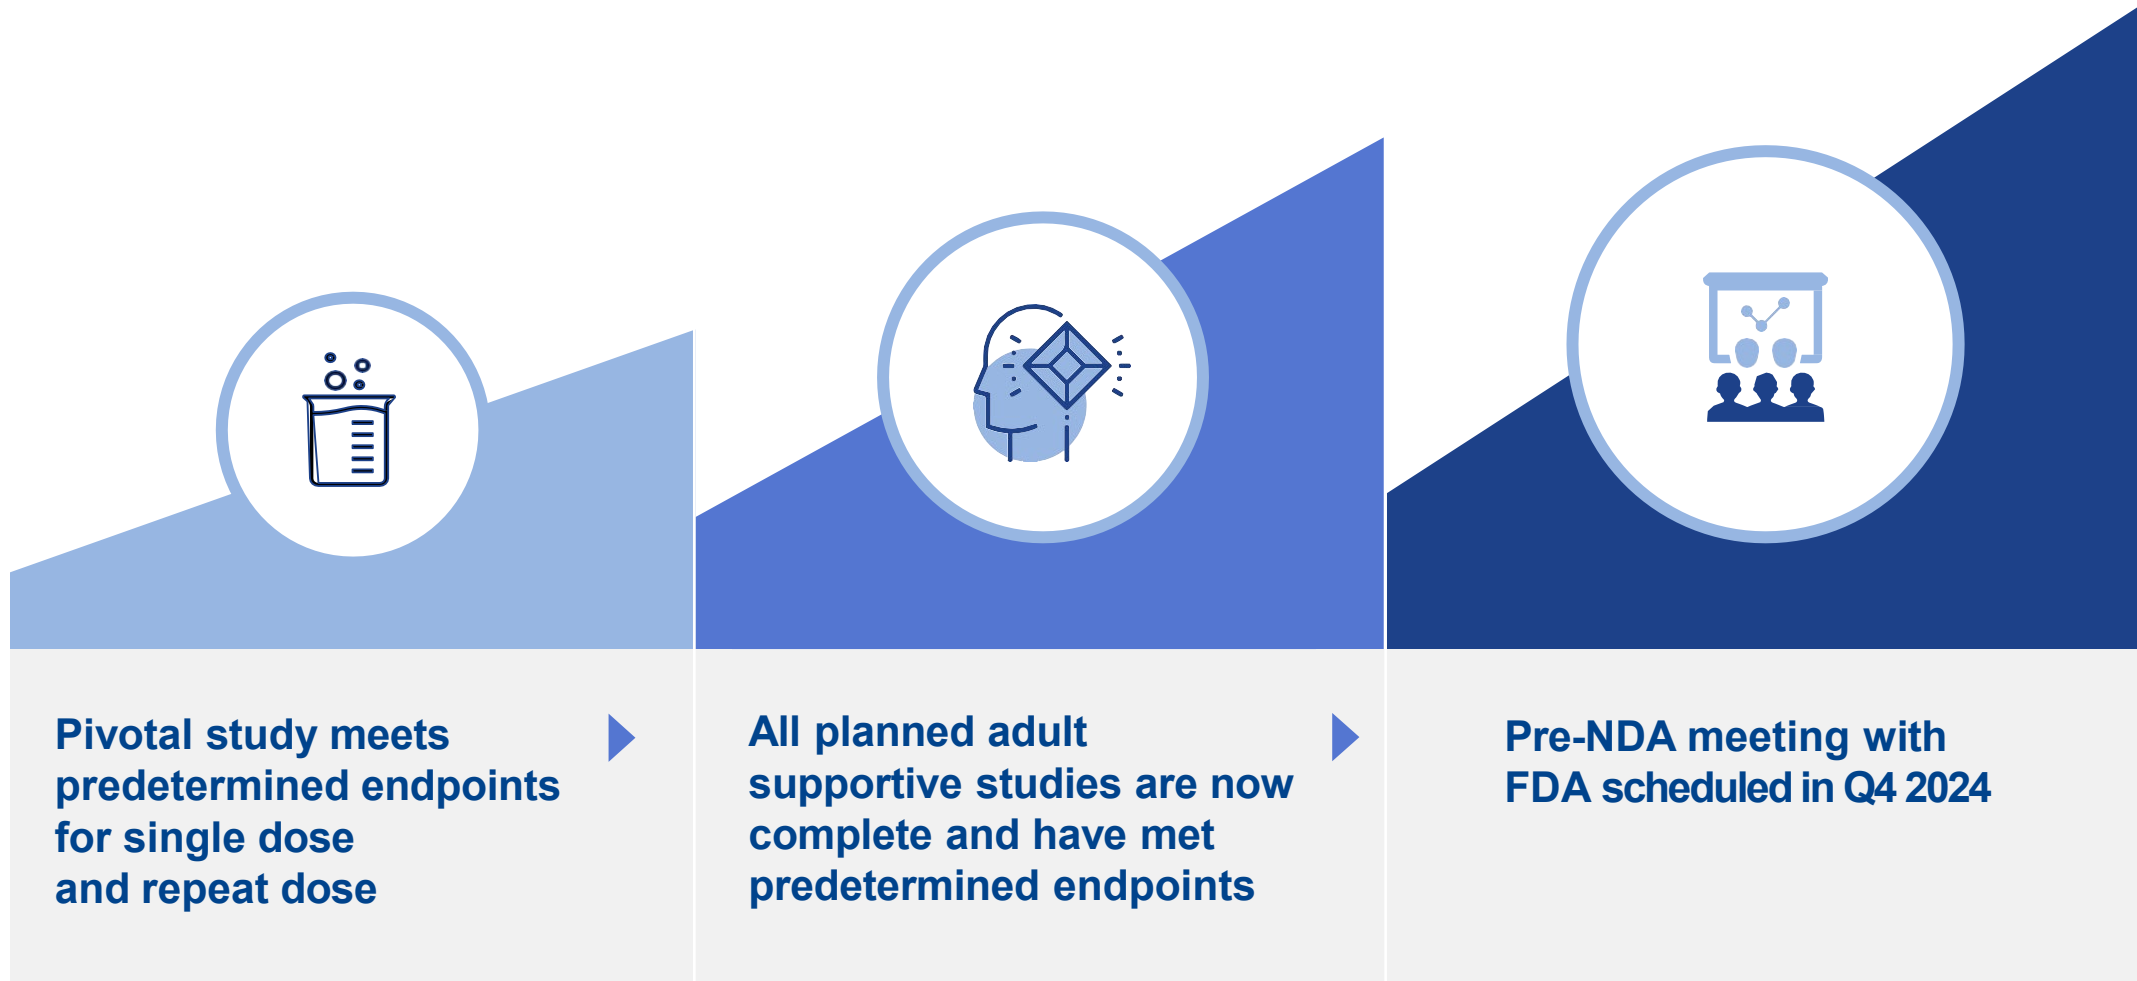 Pivotal study meets
predetermined endpoints
for single dose
and repeat dose
All planned adult
supportive studies are now
complete and have met
predetermined endpoints
Pre-NDA meeting with
FDA scheduled in Q4 2024